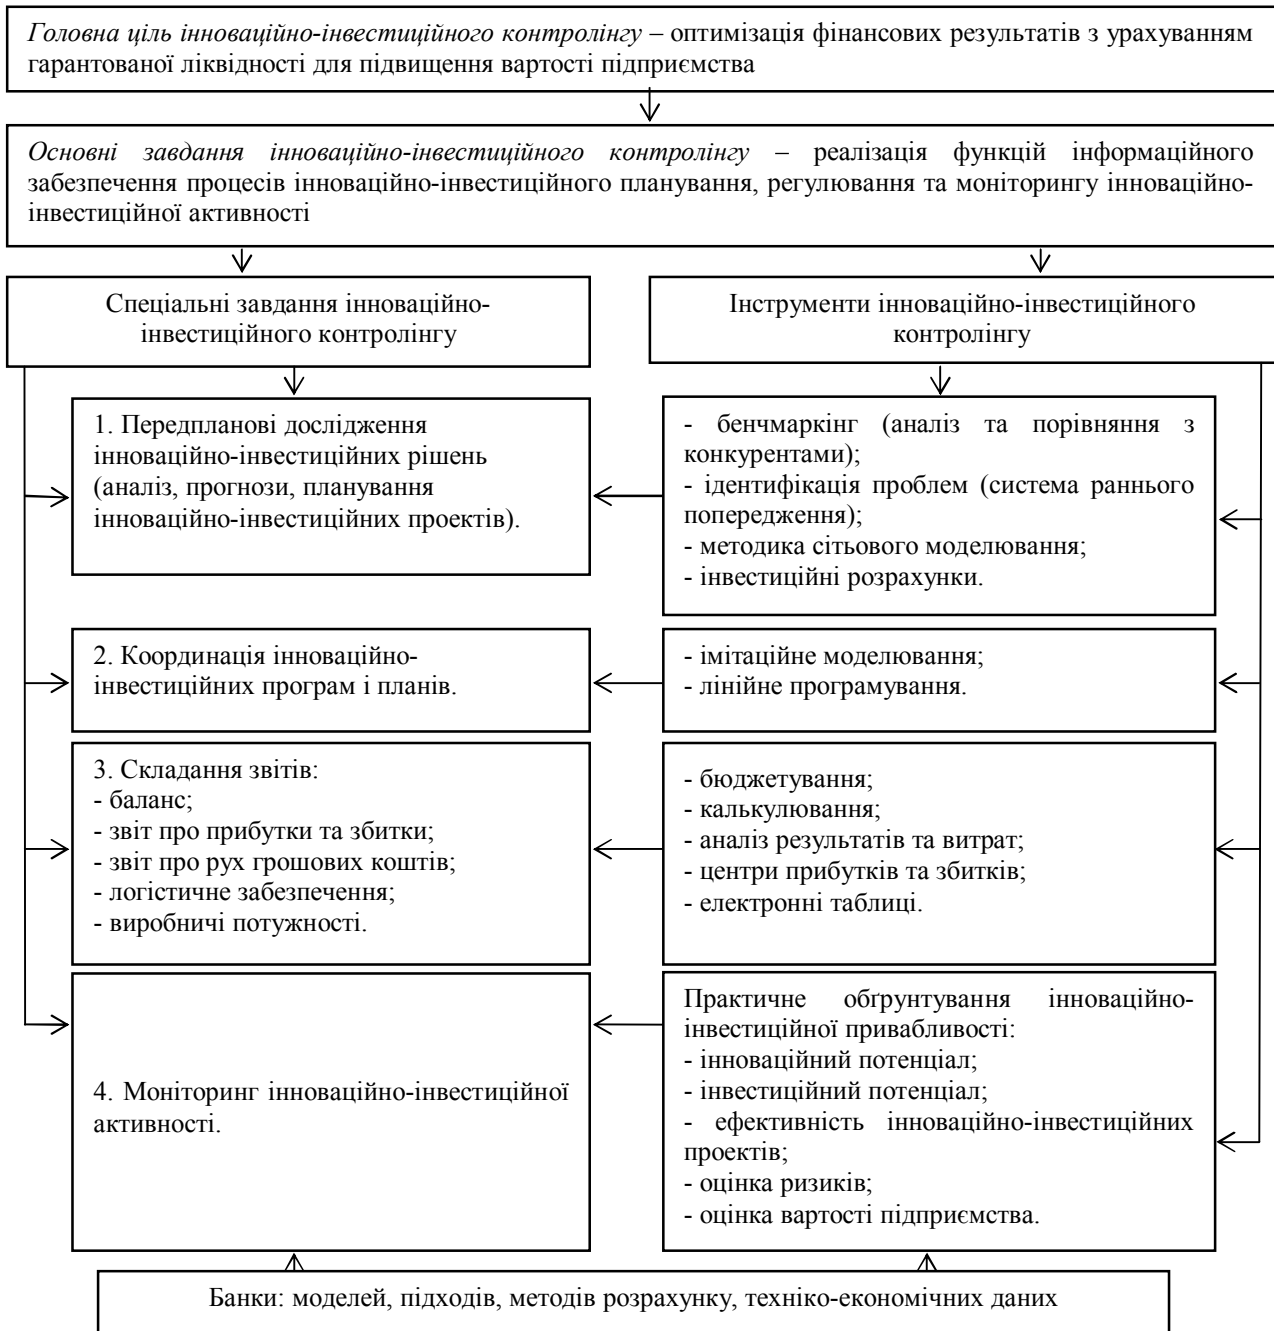 Головна ціль інноваційно-інвестиційного контролінгу – оптимізація фінансових результатів з урахуванням
гарантованої ліквідності для підвищення вартості підприємства
Основні завдання інноваційно-інвестиційного контролінгу – реалізація функцій інформаційного
забезпечення процесів інноваційно-інвестиційного планування, регулювання та моніторингу інноваційно-
інвестиційної активності
Спеціальні завдання інноваційно-
інвестиційного контролінгу
Інструменти інноваційно-інвестиційного
контролінгу
1. Передпланові дослідження
інноваційно-інвестиційних рішень
(аналіз, прогнози, планування
інноваційно-інвестиційних проектів).
- бенчмаркінг (аналіз та порівняння з
конкурентами);
- ідентифікація проблем (система раннього
попередження);
- методика сітьового моделювання;
- інвестиційні розрахунки.
2. Координація інноваційно-
інвестиційних програм і планів.
- імітаційне моделювання;
- лінійне програмування.
3. Складання звітів:
- баланс;
- звіт про прибутки та збитки;
- звіт про рух грошових коштів;
- логістичне забезпечення;
- виробничі потужності.
- бюджетування;
- калькулювання;
- аналіз результатів та витрат;
- центри прибутків та збитків;
- електронні таблиці.
4. Моніторинг інноваційно-інвестиційної
активності.
Практичне обґрунтування інноваційно-
інвестиційної привабливості:
- інноваційний потенціал;
- інвестиційний потенціал;
- ефективність інноваційно-інвестиційних
проектів;
- оцінка ризиків;
- оцінка вартості підприємства.
Банки: моделей, підходів, методів розрахунку, техніко-економічних даних